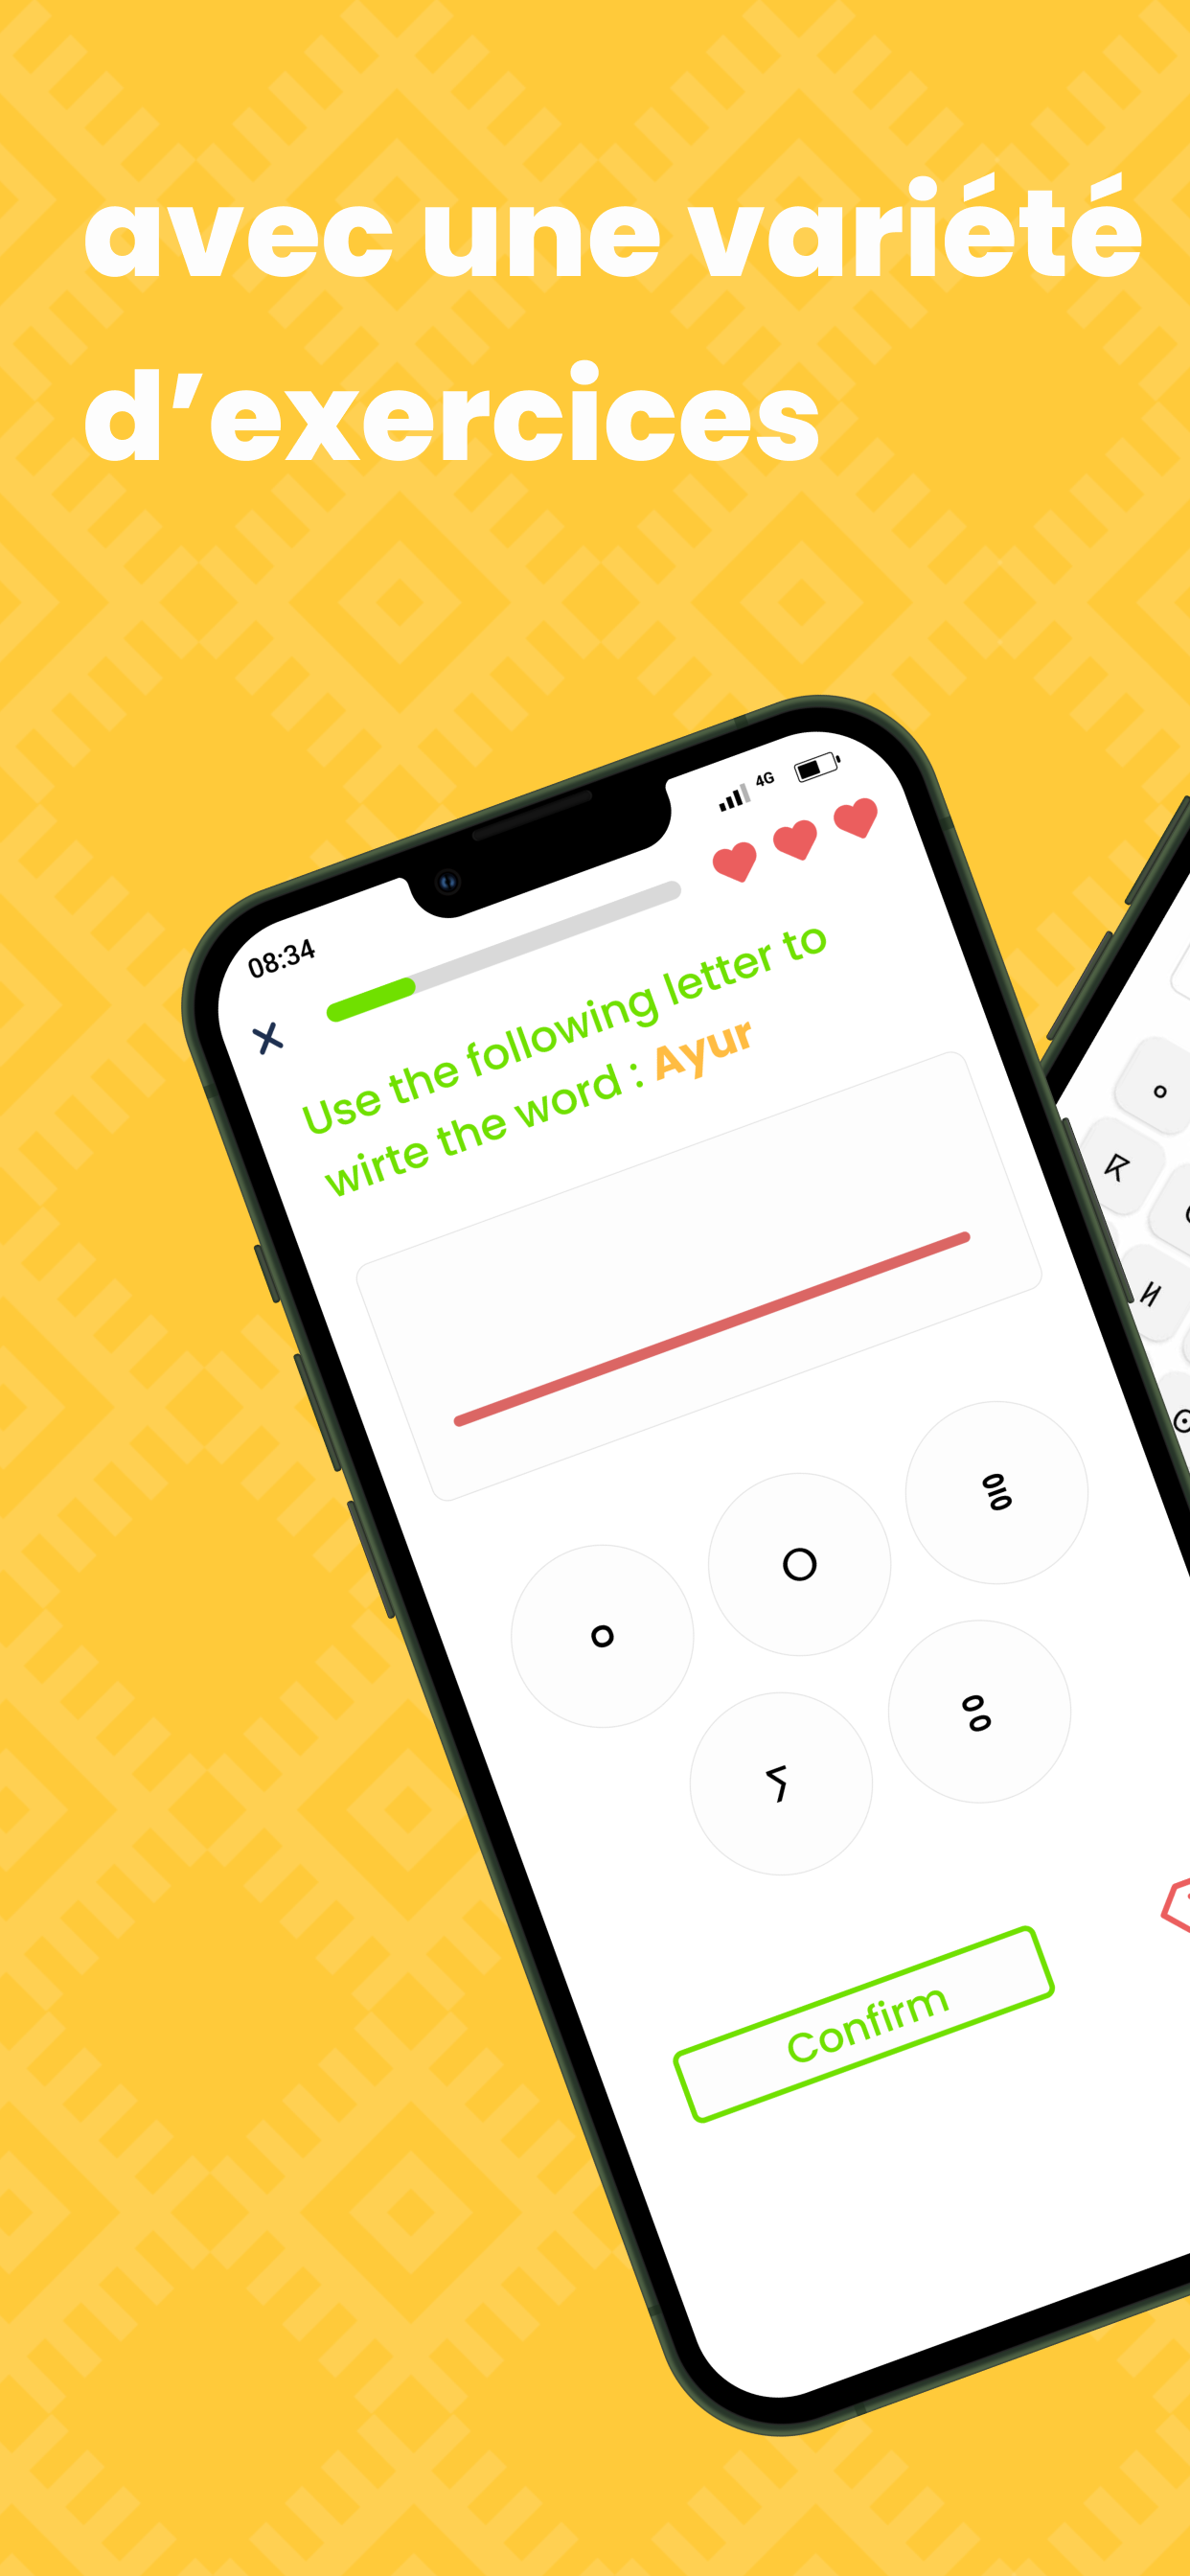 avec une variété
d’exercices
08:34
4G
Use the following letter to
wirte the word : Ayur
ⴰ ⵔ ⴻ
ⵢ ⵓ
Confirm
ⴰ
ⵍ
ⵙ